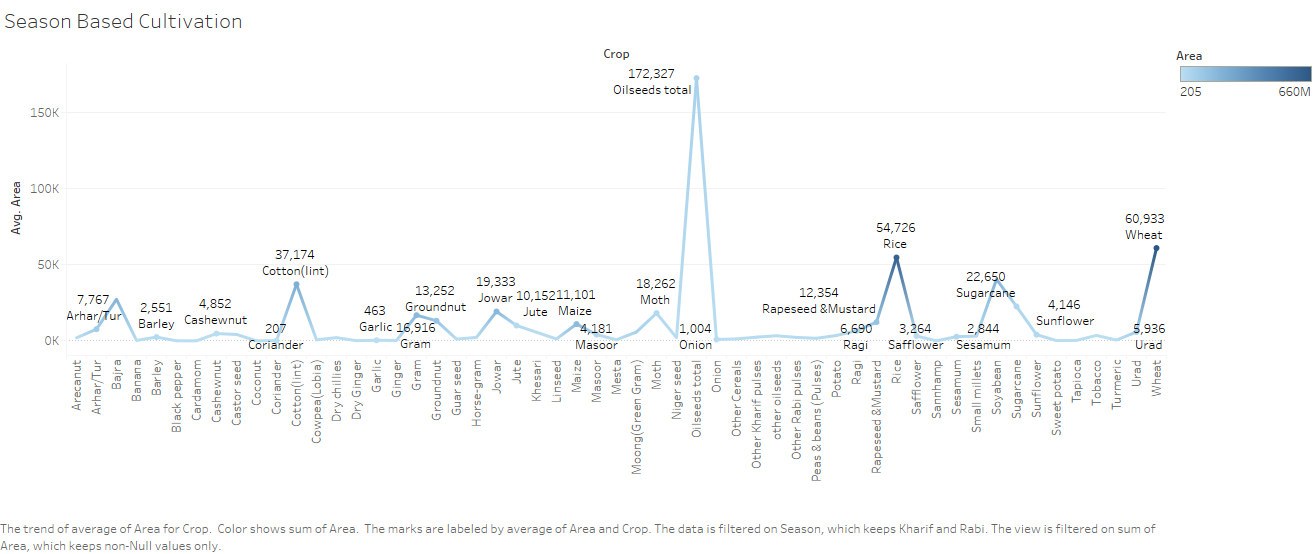 Season Based Cultivation
Crop
Area
205 660M
Avg. Area
150K
100K
50K
0K
7,767
Arhar/Tur
2,551
Barley
4,852
Cashewnut
207
Coriander
37,174
Cotton(lint)
463
Garlic
16,916
Gram
13,252
Groundnut
19,333
Jowar
10,152
Jute
11,101
Maize
4,181
Masoor
18,262
Moth
172,327
Oilseeds total
1,004
Onion
12,354
Rapeseed &Mustard
6,690
Ragi
54,726
Rice
3,264
Safflower
2,844
Sesamum
22,650
Sugarcane
4,146
Sunflower
5,936
Urad
60,933
Wheat
Arecanut
Arhar/Tur
Bajra
Banana
Barley
Black pepper
Cardamom
Cashewnut
Castor seed
Coconut
Coriander
Cotton(lint)
Cowpea(Lobia)
Dry chillies
Dry Ginger
Garlic
Ginger
Gram
Groundnut
Guar seed
Horse-gram
Jowar
Jute
Khesari
Linseed
Maize
Masoor
Mesta
Moong(Green Gram)
Moth
Niger seed
Oilseeds total
Onion
Other Cereals
Other Kharif pulses
other oilseeds
Other Rabi pulses
Peas & beans (Pulses)
Potato
Ragi
Rapeseed &Mustard
Rice
Safflower
Sannhamp
Sesamum
Small millets
Soyabean
Sugarcane
Sunflower
Sweet potato
Tapioca
Tobacco
Turmeric
Urad
Wheat
The trend of average of Area for Crop. Color shows sum of Area. The marks are labeled by average of Area and Crop. The data is filtered on Season, which keeps Kharif and Rabi. The view is filtered on sum of
Area, which keeps non-Null values only.